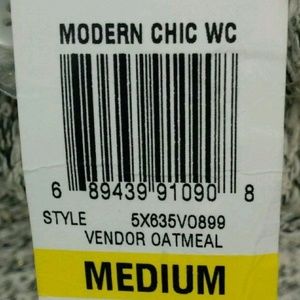 MODERN CHIC WC
6 89439 91090 8
STYLE 5X635V0899
VENDOR OATMEAL
MEDIUM